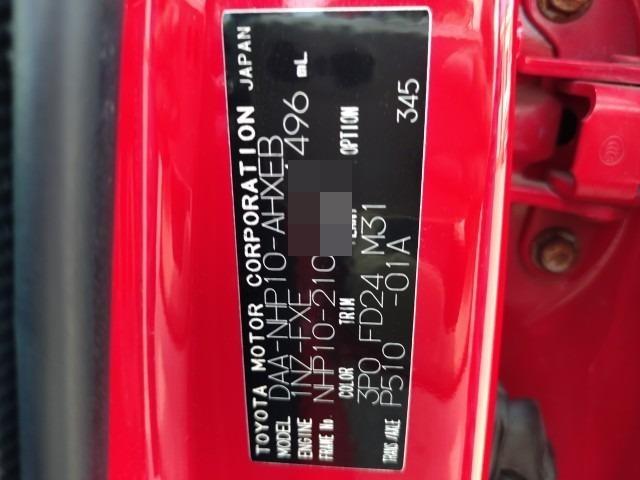 TOYOTA MOTOR CORPORATION JAPAN
MODEL DAA-NHP10-AHXEB
ENGINE 1NZ-FXE 496 mL
FRAME No. NHP10-210
COLOR TRIM OPTION
3P0 FD24 M31
TRANS/AXLE P510 -01A 345